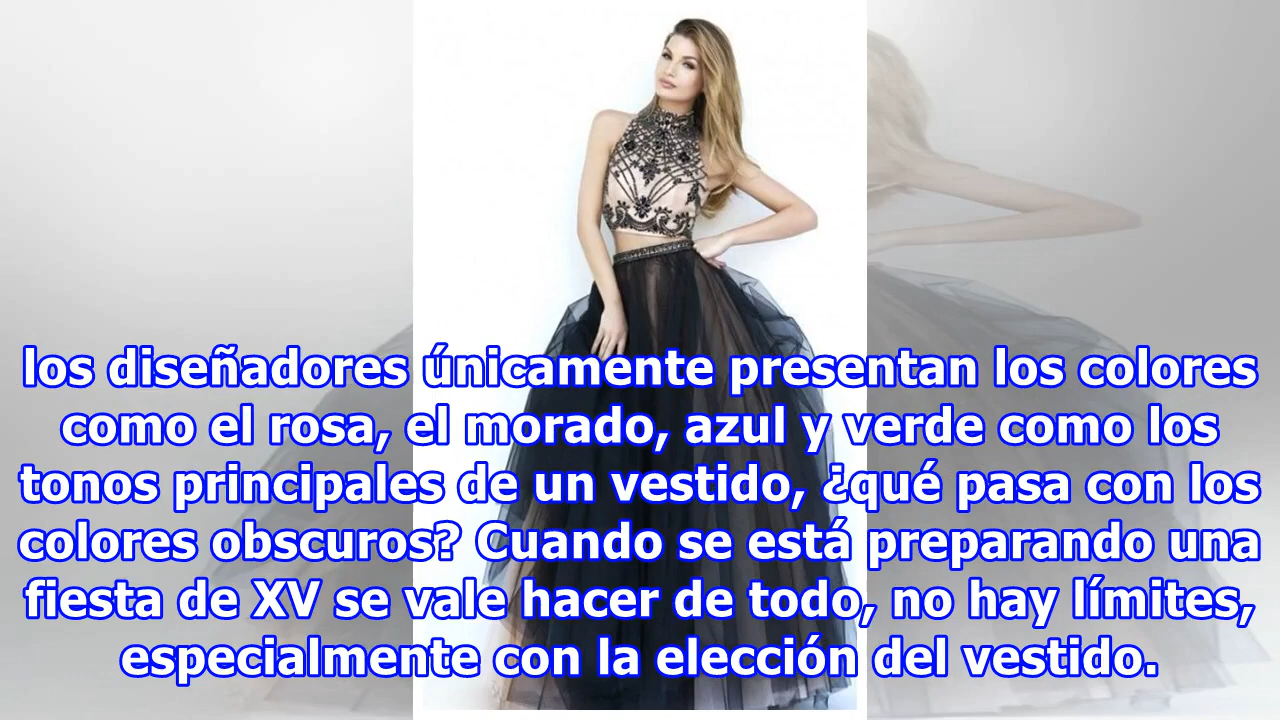 los diseñadores únicamente presentan los colores
como el rosa, el morado, azul y verde como los
tonos principales de un vestido, ¿qué pasa con los
colores obscuros? Cuando se está preparando una
fiesta de XV se vale hacer de todo, no hay límites,
especialmente con la elección del vestido.